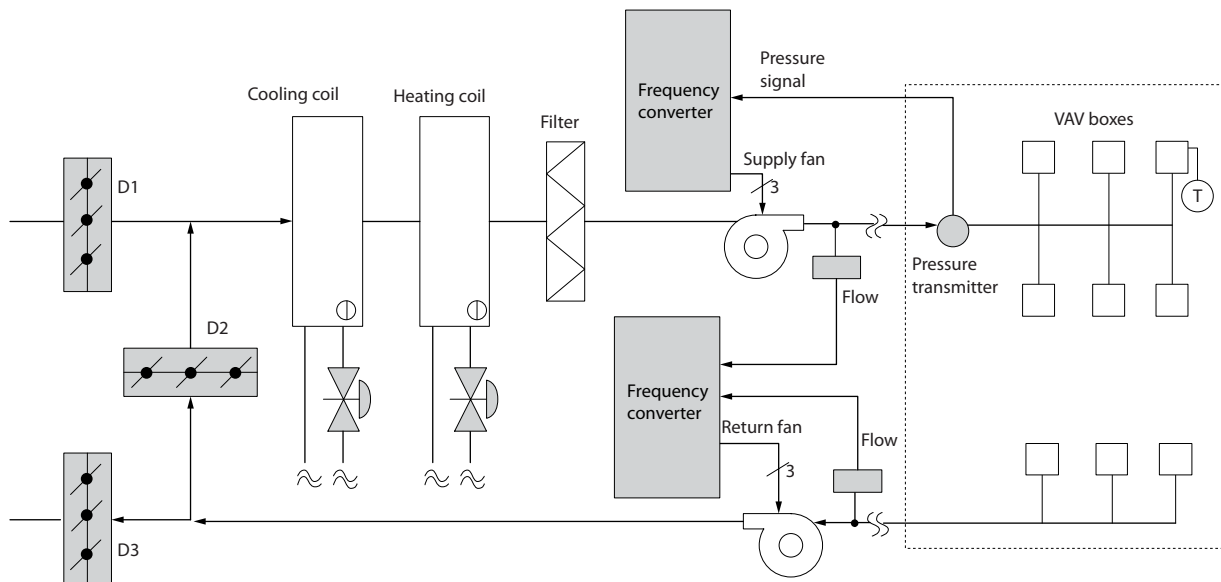 Cooling coil
Heating coil
Filter
Frequency
converter
Pressure
signal
VAV boxes
D1
Supply fan
3
T
Pressure
transmitter
Flow
D2
Frequency
converter
Return fan
3
Flow
D3